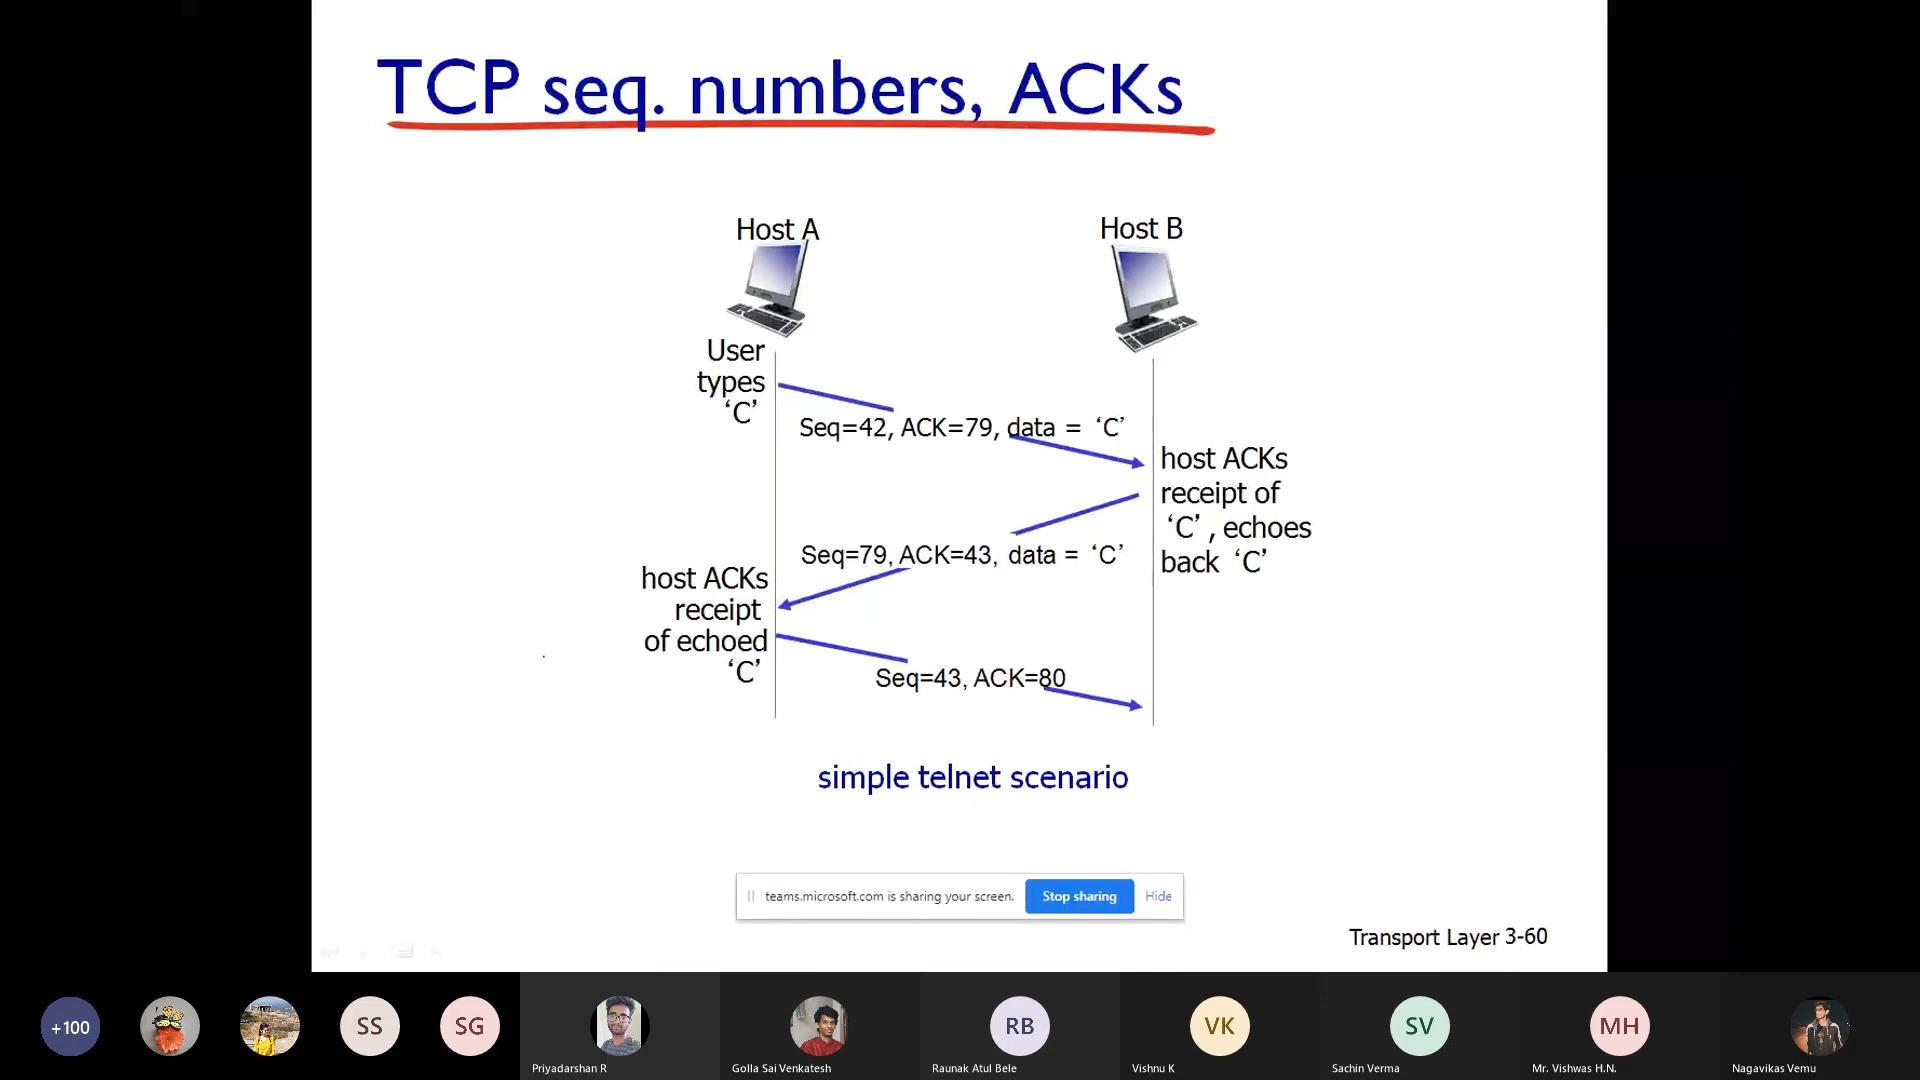 TCP seq. numbers, ACKs
Host A
Host B
User
types
‘C’
Seq=42, ACK=79, data = ‘C’
host ACKs
receipt of
‘C’, echoes
back ‘C’
Seq=79, ACK=43, data = ‘C’
host ACKs
receipt
of echoed
‘C’
Seq=43, ACK=80
simple telnet scenario
teams.microsoft.com is sharing your screen.
Stop sharing
Hide
Transport Layer 3-60
+100
SS
SG
RB
VK
SV
MH
Priyadarshan R
Golla Sai Venkatesh
Raunak Atul Bele
Vishnu K
Sachin Verma
Mr. Vishwas H.N.
Nagavikas Vemu